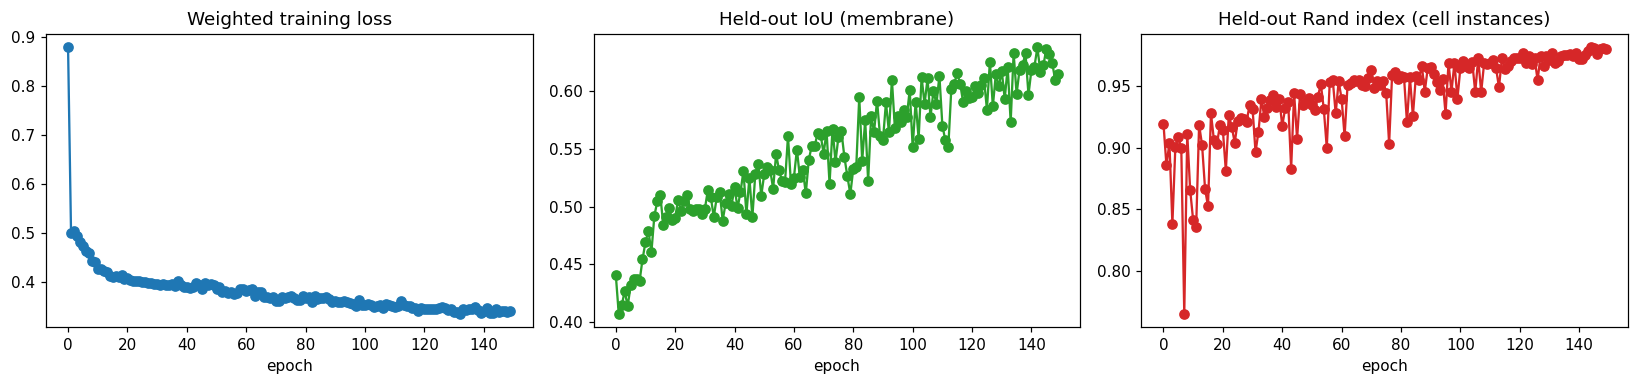 Weighted training loss
0.9
0.8
0.7
0.6
0.5
0.4
0 20 40 60 80 100 120 140
epoch
Held-out IoU (membrane)
0.60
0.55
0.50
0.45
0.40
0 20 40 60 80 100 120 140
epoch
Held-out Rand index (cell instances)
0.95
0.90
0.85
0.80
0 20 40 60 80 100 120 140
epoch